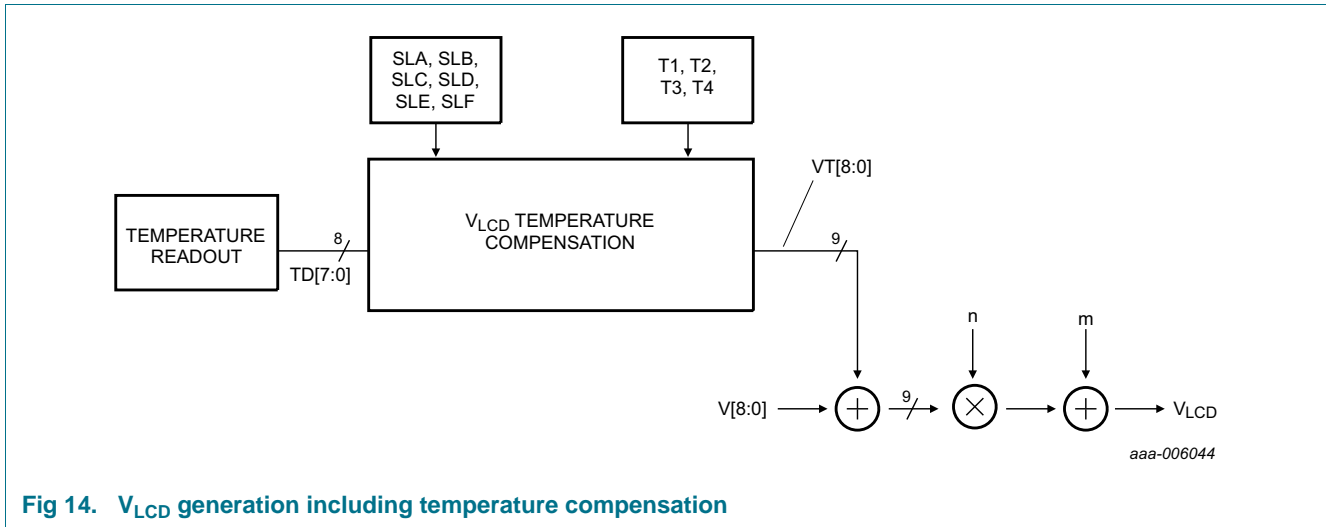 SLA, SLB,
SLC, SLD,
SLE, SLF
T1, T2,
T3, T4
VT[8:0]
TEMPERATURE
READOUT
8
TD[7:0]
VLCD TEMPERATURE
COMPENSATION
9
n
m
V[8:0]
+
9
×
+
VLCD
aaa-006044
Fig 14. VLCD generation including temperature compensation